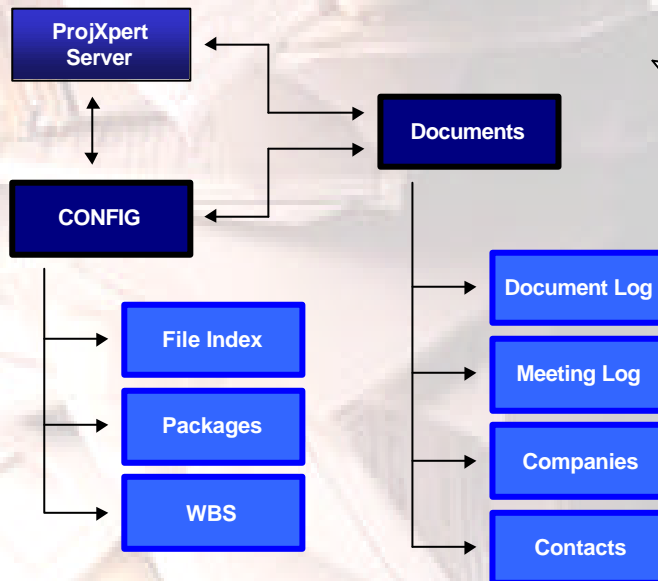 ProjXpert
Server
Documents
CONFIG
Document Log
File Index
Meeting Log
Packages
Companies
WBS
Contacts